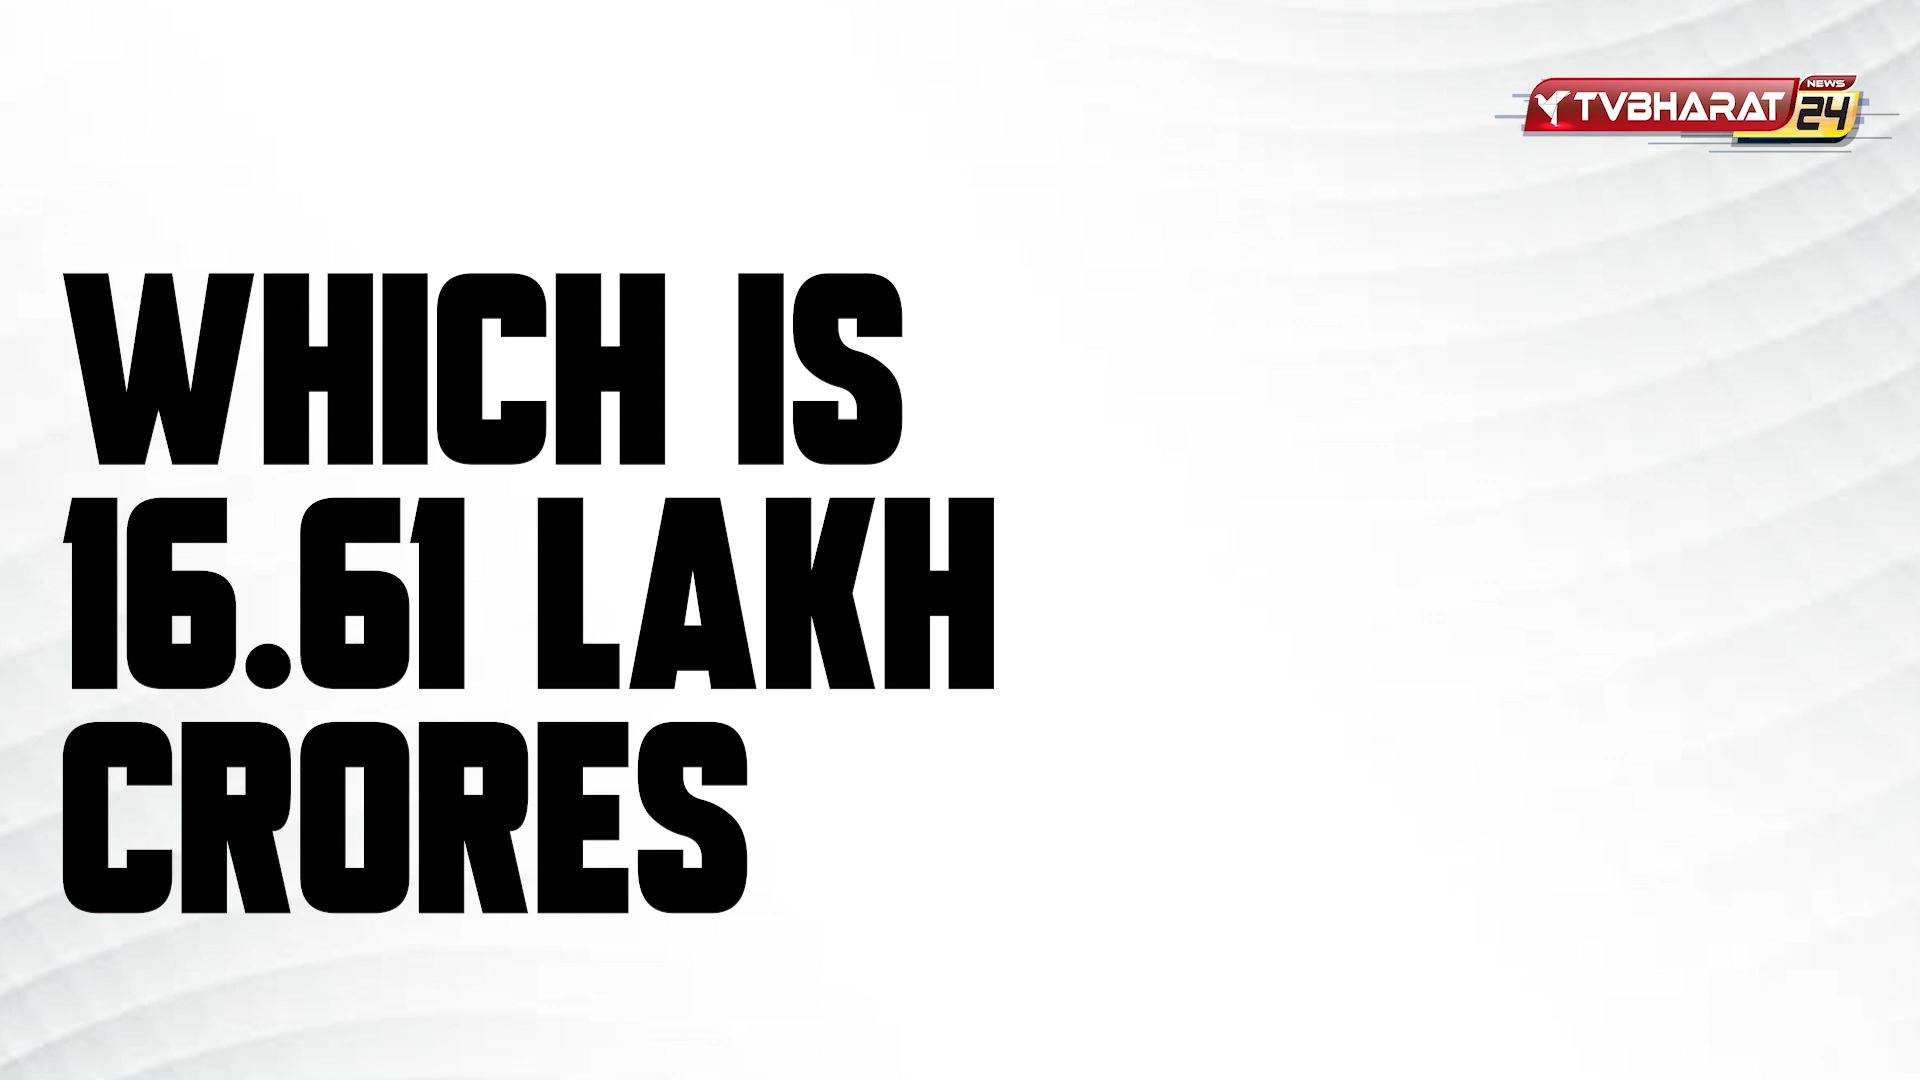 TVBHARAT
NEWS
24
WHICH IS
16.61 LAKH
CRORES